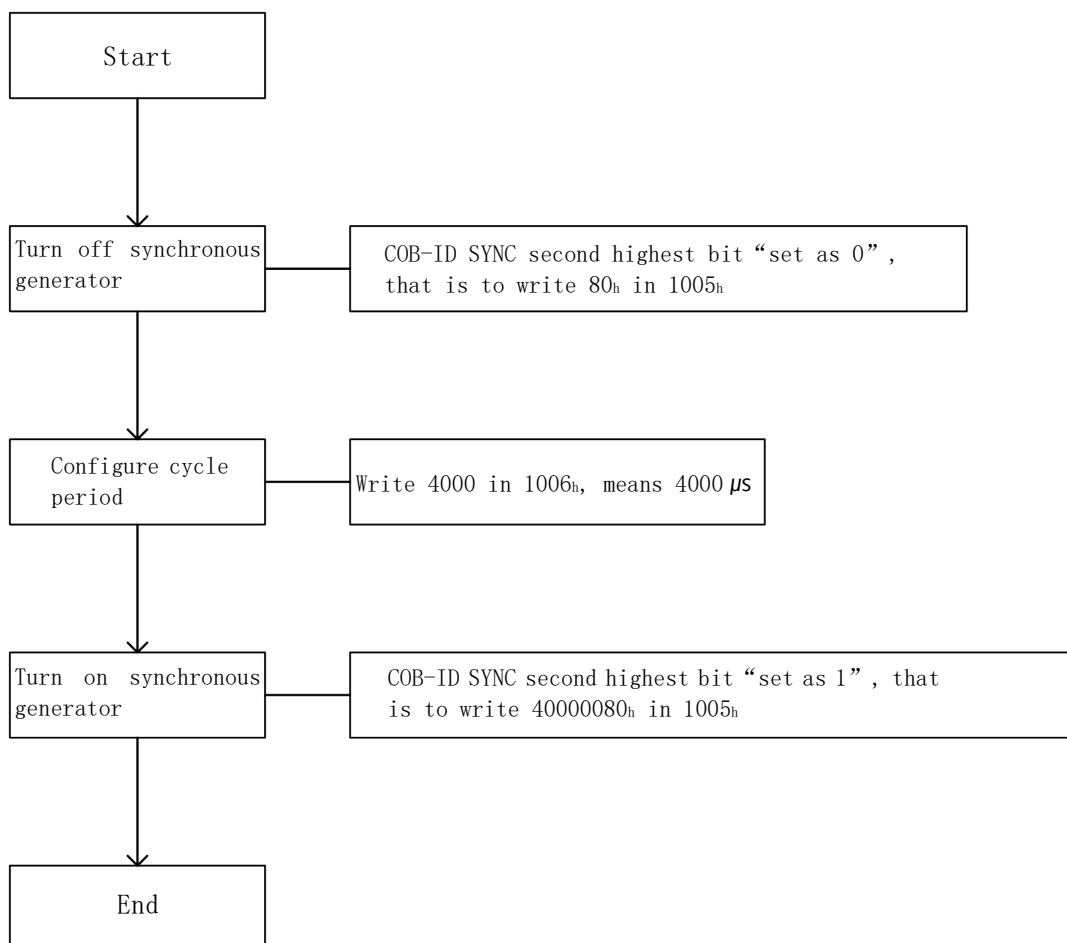 Start
Turn off synchronous
generator
COB-ID SYNC second highest bit “set as 0”,
that is to write 80h in 1005h
Configure cycle
period
Write 4000 in 1006h, means 4000 μs
Turn on synchronous
generator
COB-ID SYNC second highest bit “set as 1”, that
is to write 40000080h in 1005h
End